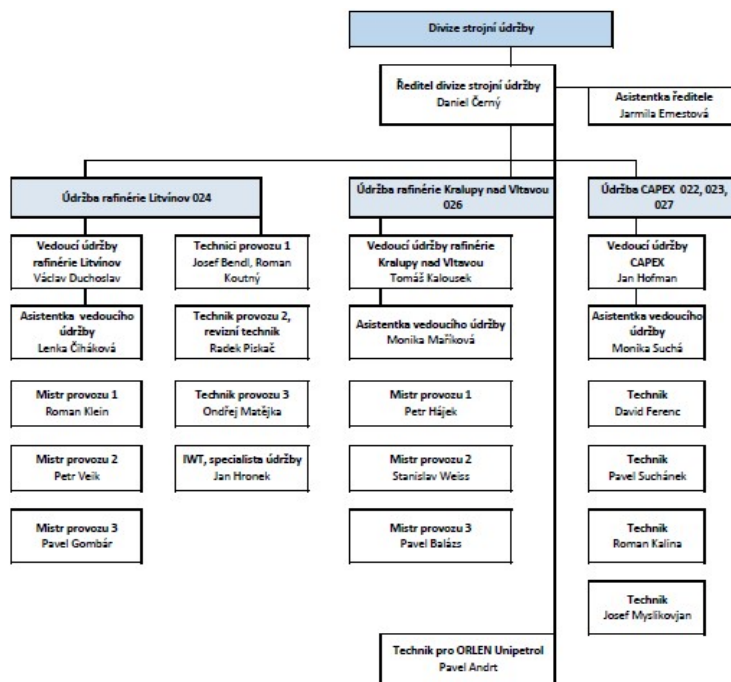 Divize strojní údržby
Ředitel divize strojní údržby
Daniel Černý
Asistentka ředitele
Jarmila Ernestová
Údržba rafinérie Litvínov 024
Vedoucí údržby
rafinérie Litvínov
Václav Duchoslav
Asistentka vedoucího
údržby
Lenka Čiháková
Mistr provozu 1
Roman Klein
Mistr provozu 2
Petr Veik
Mistr provozu 3
Pavel Gombár
Technici provozu 1
Josef Bendl, Roman
Koutný
Technik provozu 2,
revizní technik
Radek Piskač
Technik provozu 3
Ondřej Matějka
IWT, specialista údržby
Jan Hronek
Údržba rafinérie Kralupy nad Vltavou
026
Vedoucí údržby rafinérie
Kralupy nad Vltavou
Tomáš Kalousek
Asistentka vedoucího údržby
Monika Maříková
Mistr provozu 1
Petr Hájek
Mistr provozu 2
Stanislav Weiss
Mistr provozu 3
Pavel Balázs
Údržba CAPEX 022, 023,
027
Vedoucí údržby
CAPEX
Jan Hofman
Asistentka vedoucího
údržby
Monika Suchá
Technik
David Ferenc
Technik
Pavel Suchánek
Technik
Roman Kalina
Technik
Josef Myslikovjan
Technik pro ORLEN Unipetrol
Pavel Andrt